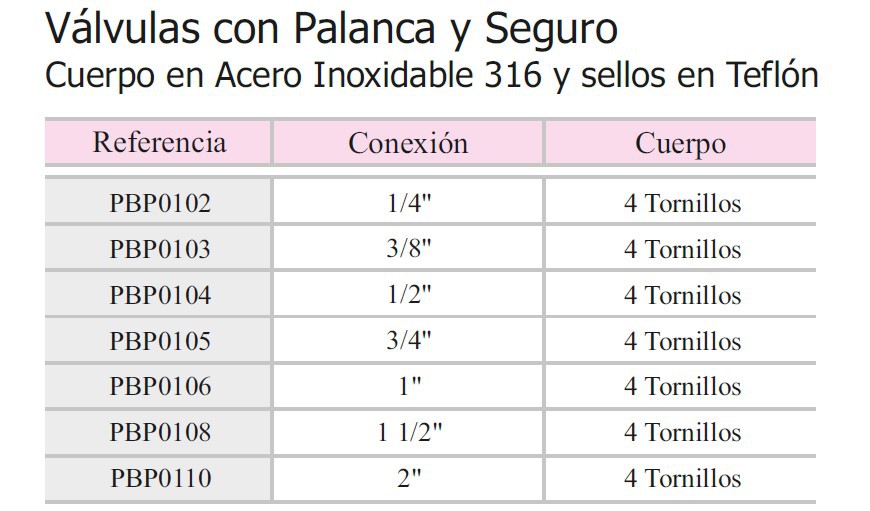 Válvulas con Palanca y Seguro
Cuerpo en Acero Inoxidable 316 y sellos en Teflón
Referencia Conexión Cuerpo
PBP0102 1/4" 4 Tornillos
PBP0103 3/8" 4 Tornillos
PBP0104 1/2" 4 Tornillos
PBP0105 3/4" 4 Tornillos
PBP0106 1" 4 Tornillos
PBP0108 1 1/2" 4 Tornillos
PBP0110 2" 4 Tornillos